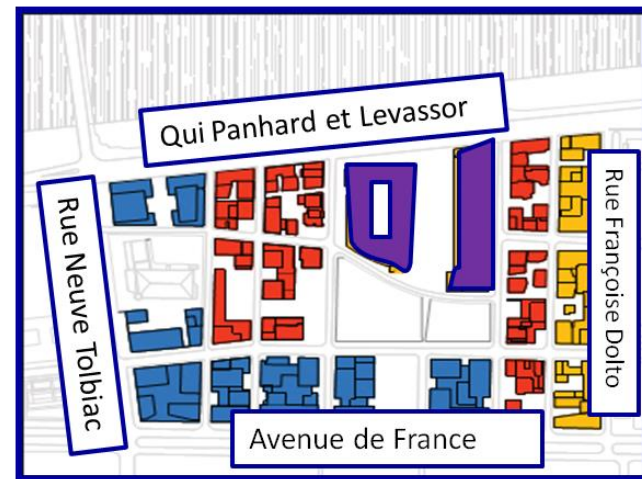 Qui Panhard et Levassor
Rue Neuve Tolbiac
Rue Françoise Dolto
Avenue de France